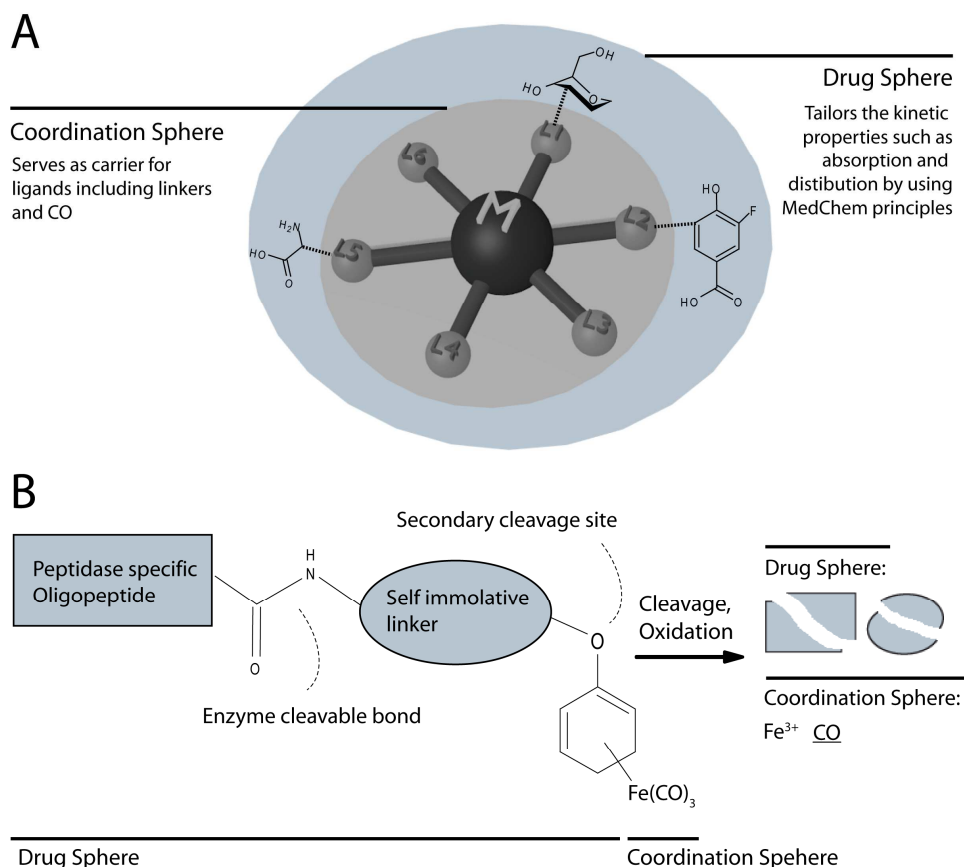 A
Coordination Sphere
Serves as carrier for
ligands including linkers
and CO
Drug Sphere
Tailors the kinetic
properties such as
absorption and
distibution by using
MedChem principles
OH
HO
O
L1
L6
M
L2
HO
F
HO
O
H₂N
HO
O
L5
L4
L3
B
Peptidase specific
Oligopeptide
H
N
O
Enzyme cleavable bond
Self immolative
linker
Secondary cleavage site
O
Fe(CO)₃
Cleavage,
Oxidation
Drug Sphere:
Coordination Sphere:
Fe³⁺ CO
Drug Sphere
Coordination Spehere